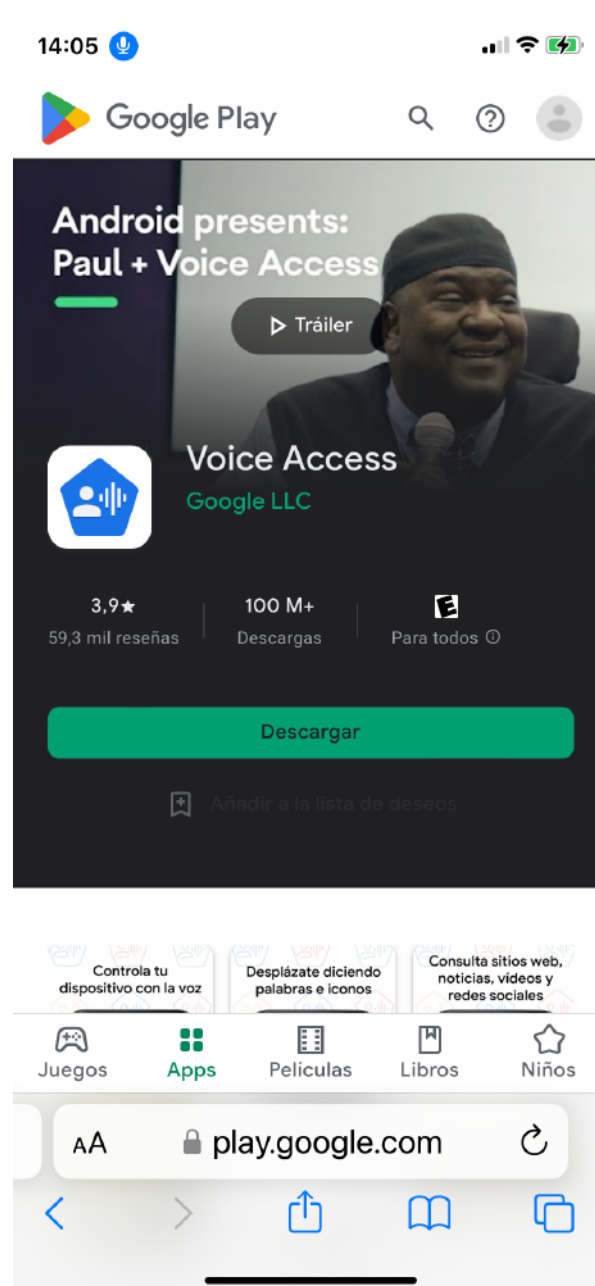 14:05
Google Play
Android presents:
Paul + Voice Access
Tráiler
Voice Access
Google LLC
3,9★
100 M+
E
59,3 mil reseñas
Descargas
Para todos
Descargar
Añadir a la lista de deseos
Controla tu
dispositivo con la voz
Desplázate diciendo
palabras e iconos
Consulta sitios web,
noticias, vídeos y
redes sociales
Juegos
Apps
Películas
Libros
Niños
AA
play.google.com